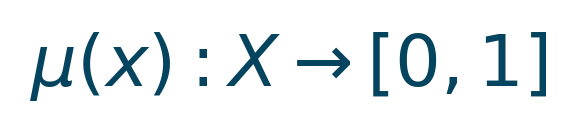 μ(x) : X → [0, 1]